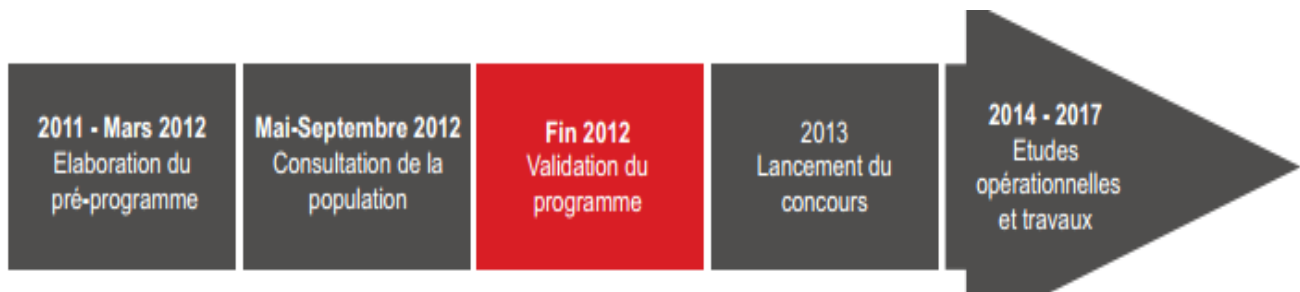 2011 - Mars 2012
Elaboration du
pré-programme
Mai-Septembre 2012
Consultation de la
population
Fin 2012
Validation du
programme
2013
Lancement du
concours
2014 - 2017
Etudes
opérationnelles
et travaux